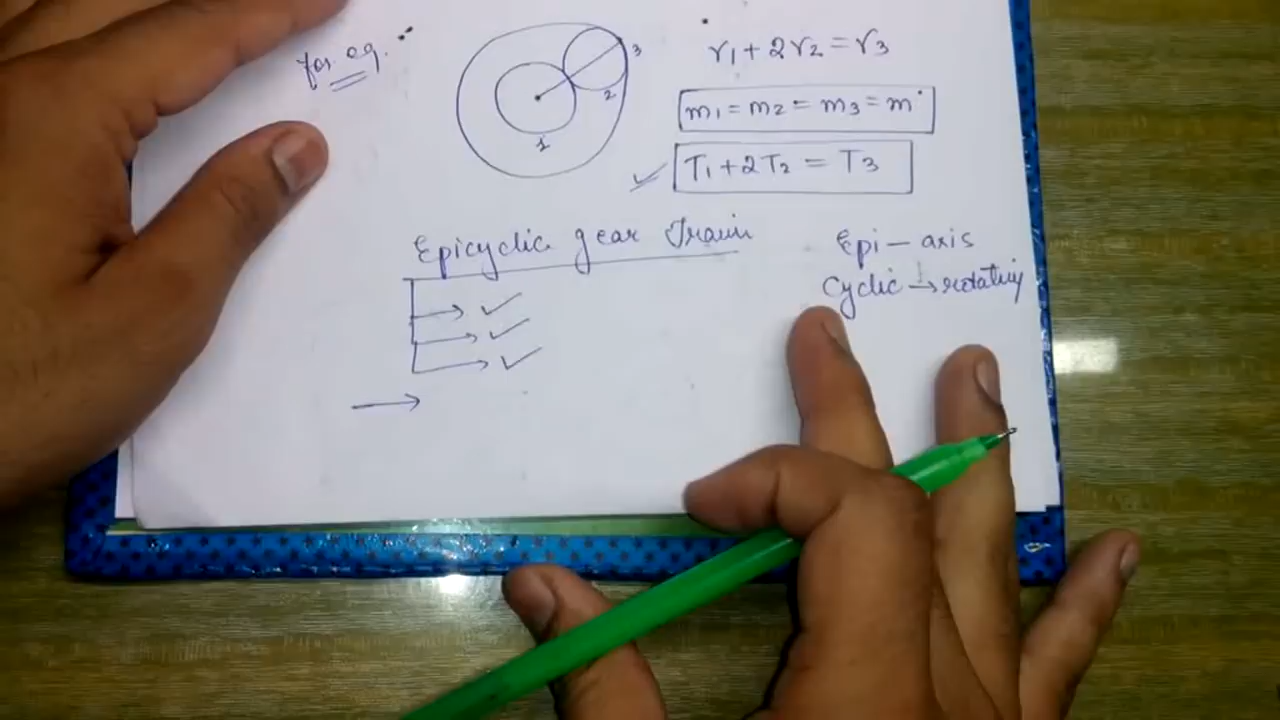 for. eg.
3
2
1
r1 + 2r2 = r3
m1 = m2 = m3 = m
T1 + 2T2 = T3
Epicyclic gear Train
Epi – axis
Cyclic → rotating